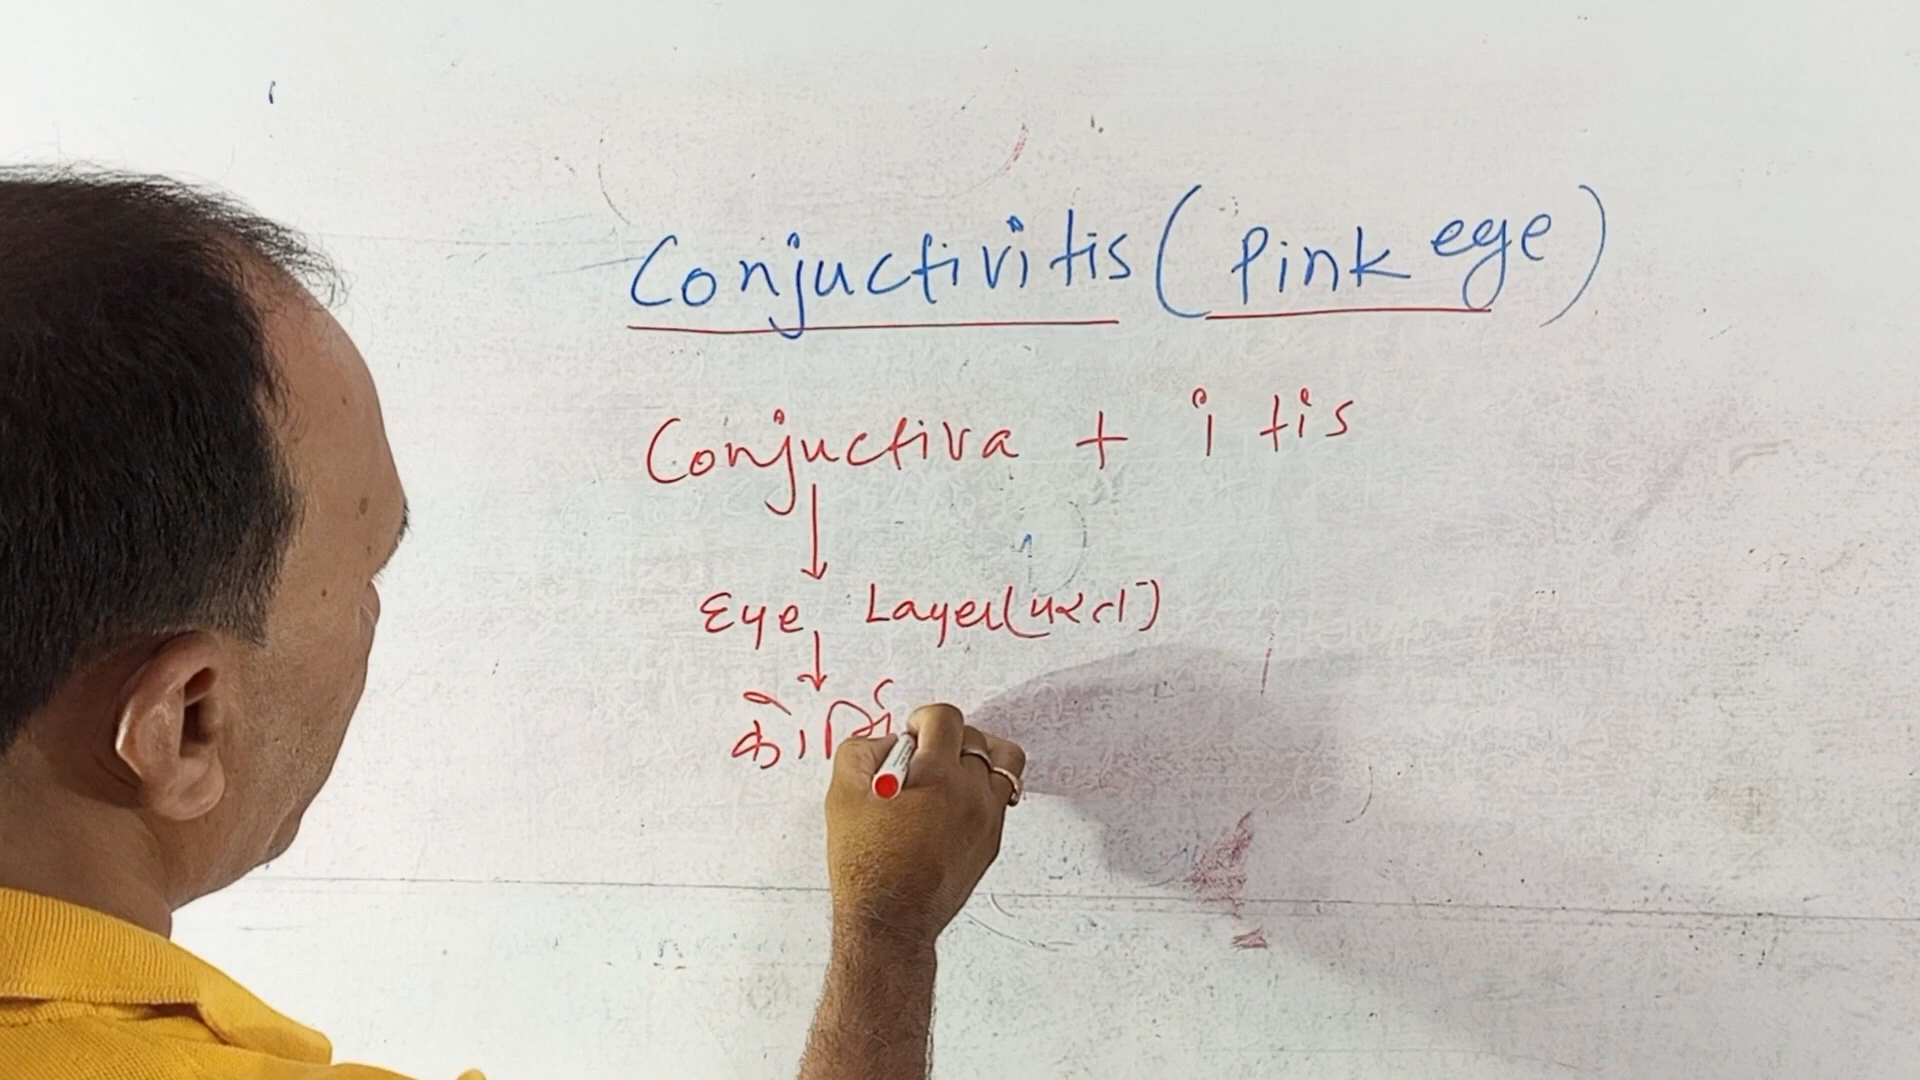 Conjuctivitis (Pink eye)
Conjuctiva + itis
Eye Layer (परत)